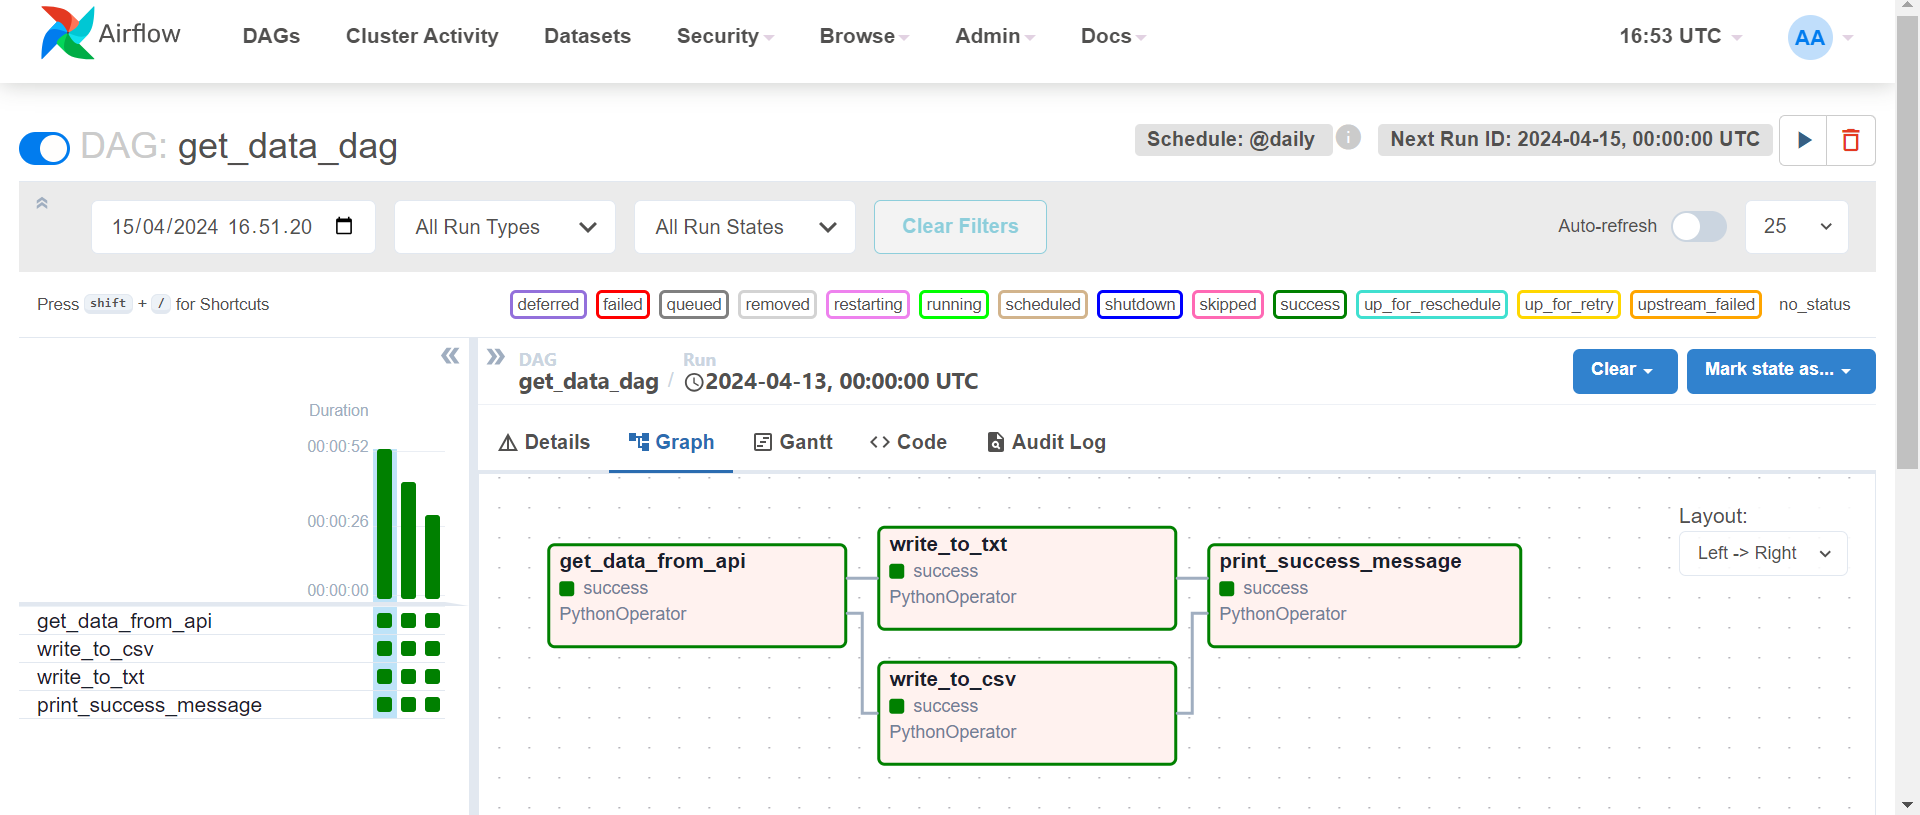 Airflow DAGs Cluster Activity Datasets Security Browse Admin Docs 16:53 UTC AA
DAG: get_data_dag Schedule: @daily i Next Run ID: 2024-04-15, 00:00:00 UTC
15/04/2024 16.51.20 All Run Types All Run States Clear Filters Auto-refresh 25
Press shift + / for Shortcuts deferred failed queued removed restarting running scheduled shutdown skipped success up_for_reschedule up_for_retry upstream_failed no_status
DAG Run
get_data_dag / 2024-04-13, 00:00:00 UTC Clear Mark state as...
Details Graph Gantt Code Audit Log
Duration
00:00:52
00:00:26
00:00:00
get_data_from_api
write_to_csv
write_to_txt
print_success_message
get_data_from_api
success
PythonOperator
write_to_txt
success
PythonOperator
write_to_csv
success
PythonOperator
print_success_message
success
PythonOperator
Layout:
Left -> Right